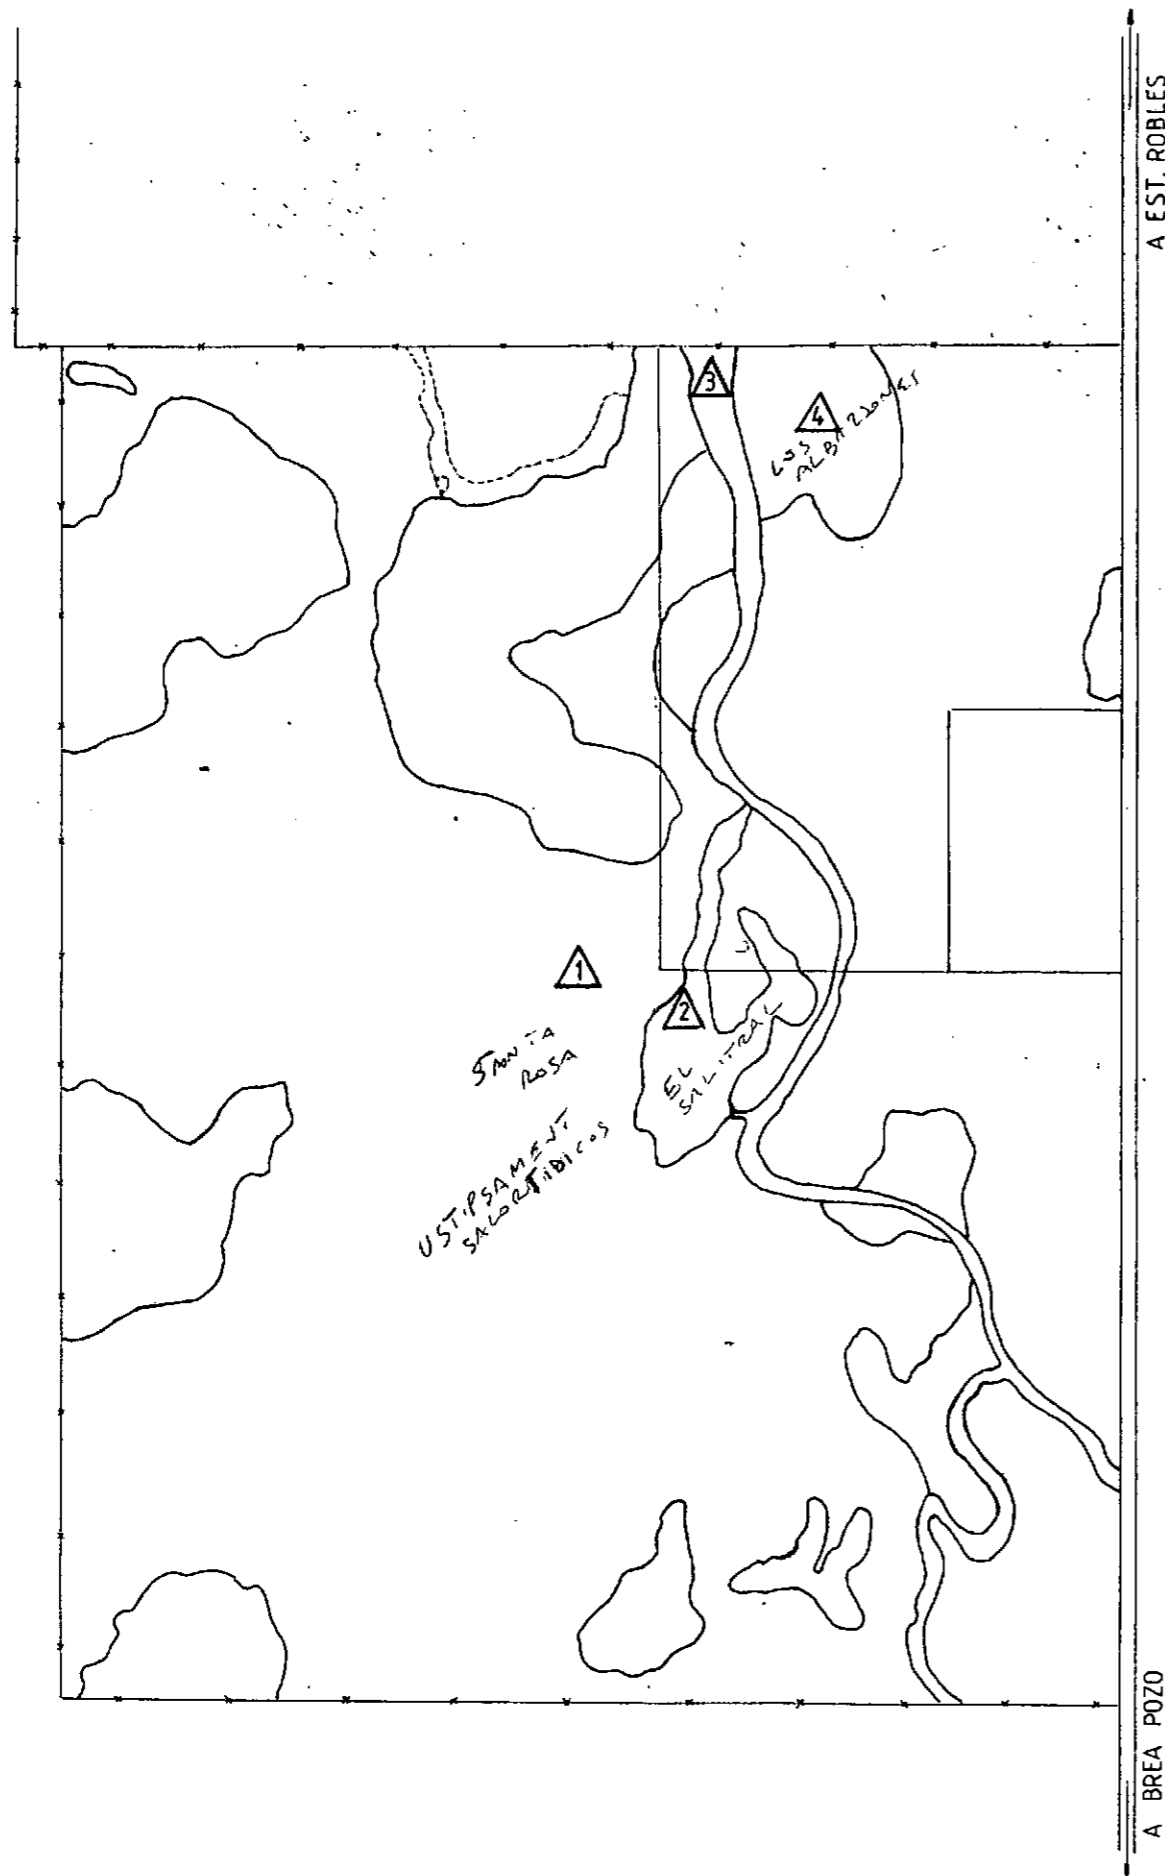 A EST. ROBLES
3
4
LOS
ALBARDONES
1
2
SANTA
ROSA
EL
SALITRAL
USTIPSAMENT
SALORTIDICOS
A BREA POZO